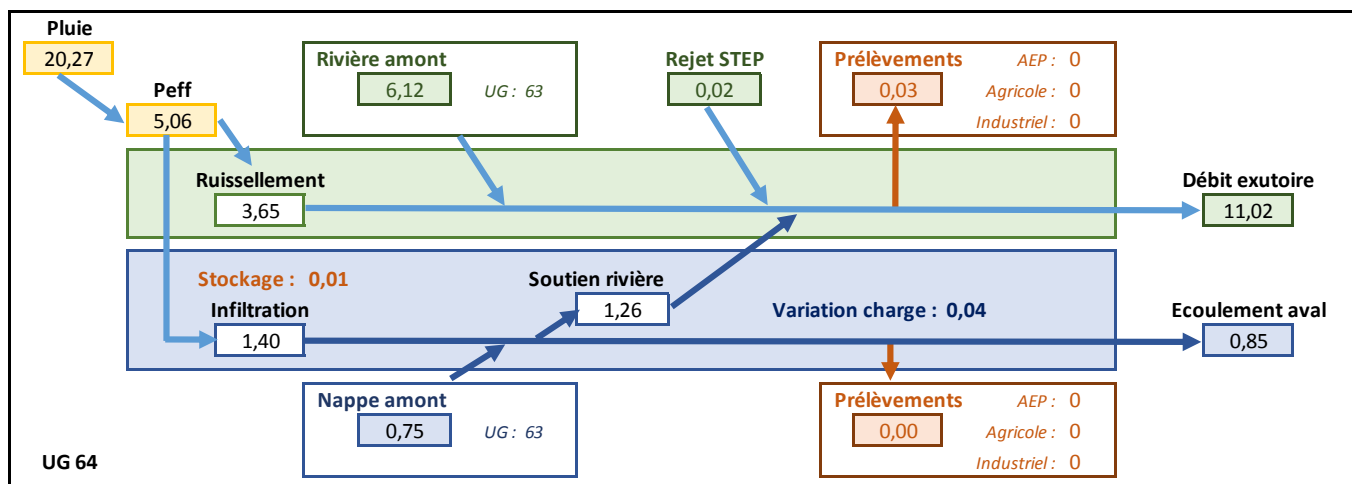 Pluie
20,27
Peff
5,06
Rivière amont
6,12 UG : 63
Rejet STEP
0,02
Prélèvements AEP : 0
0,03 Agricole : 0
Industriel : 0
Ruissellement
3,65
Débit exutoire
11,02
Stockage : 0,01
Soutien rivière
1,26
Infiltration
1,40
Variation charge : 0,04
Ecoulement aval
0,85
Nappe amont
0,75 UG : 63
Prélèvements AEP : 0
0,00 Agricole : 0
Industriel : 0
UG 64